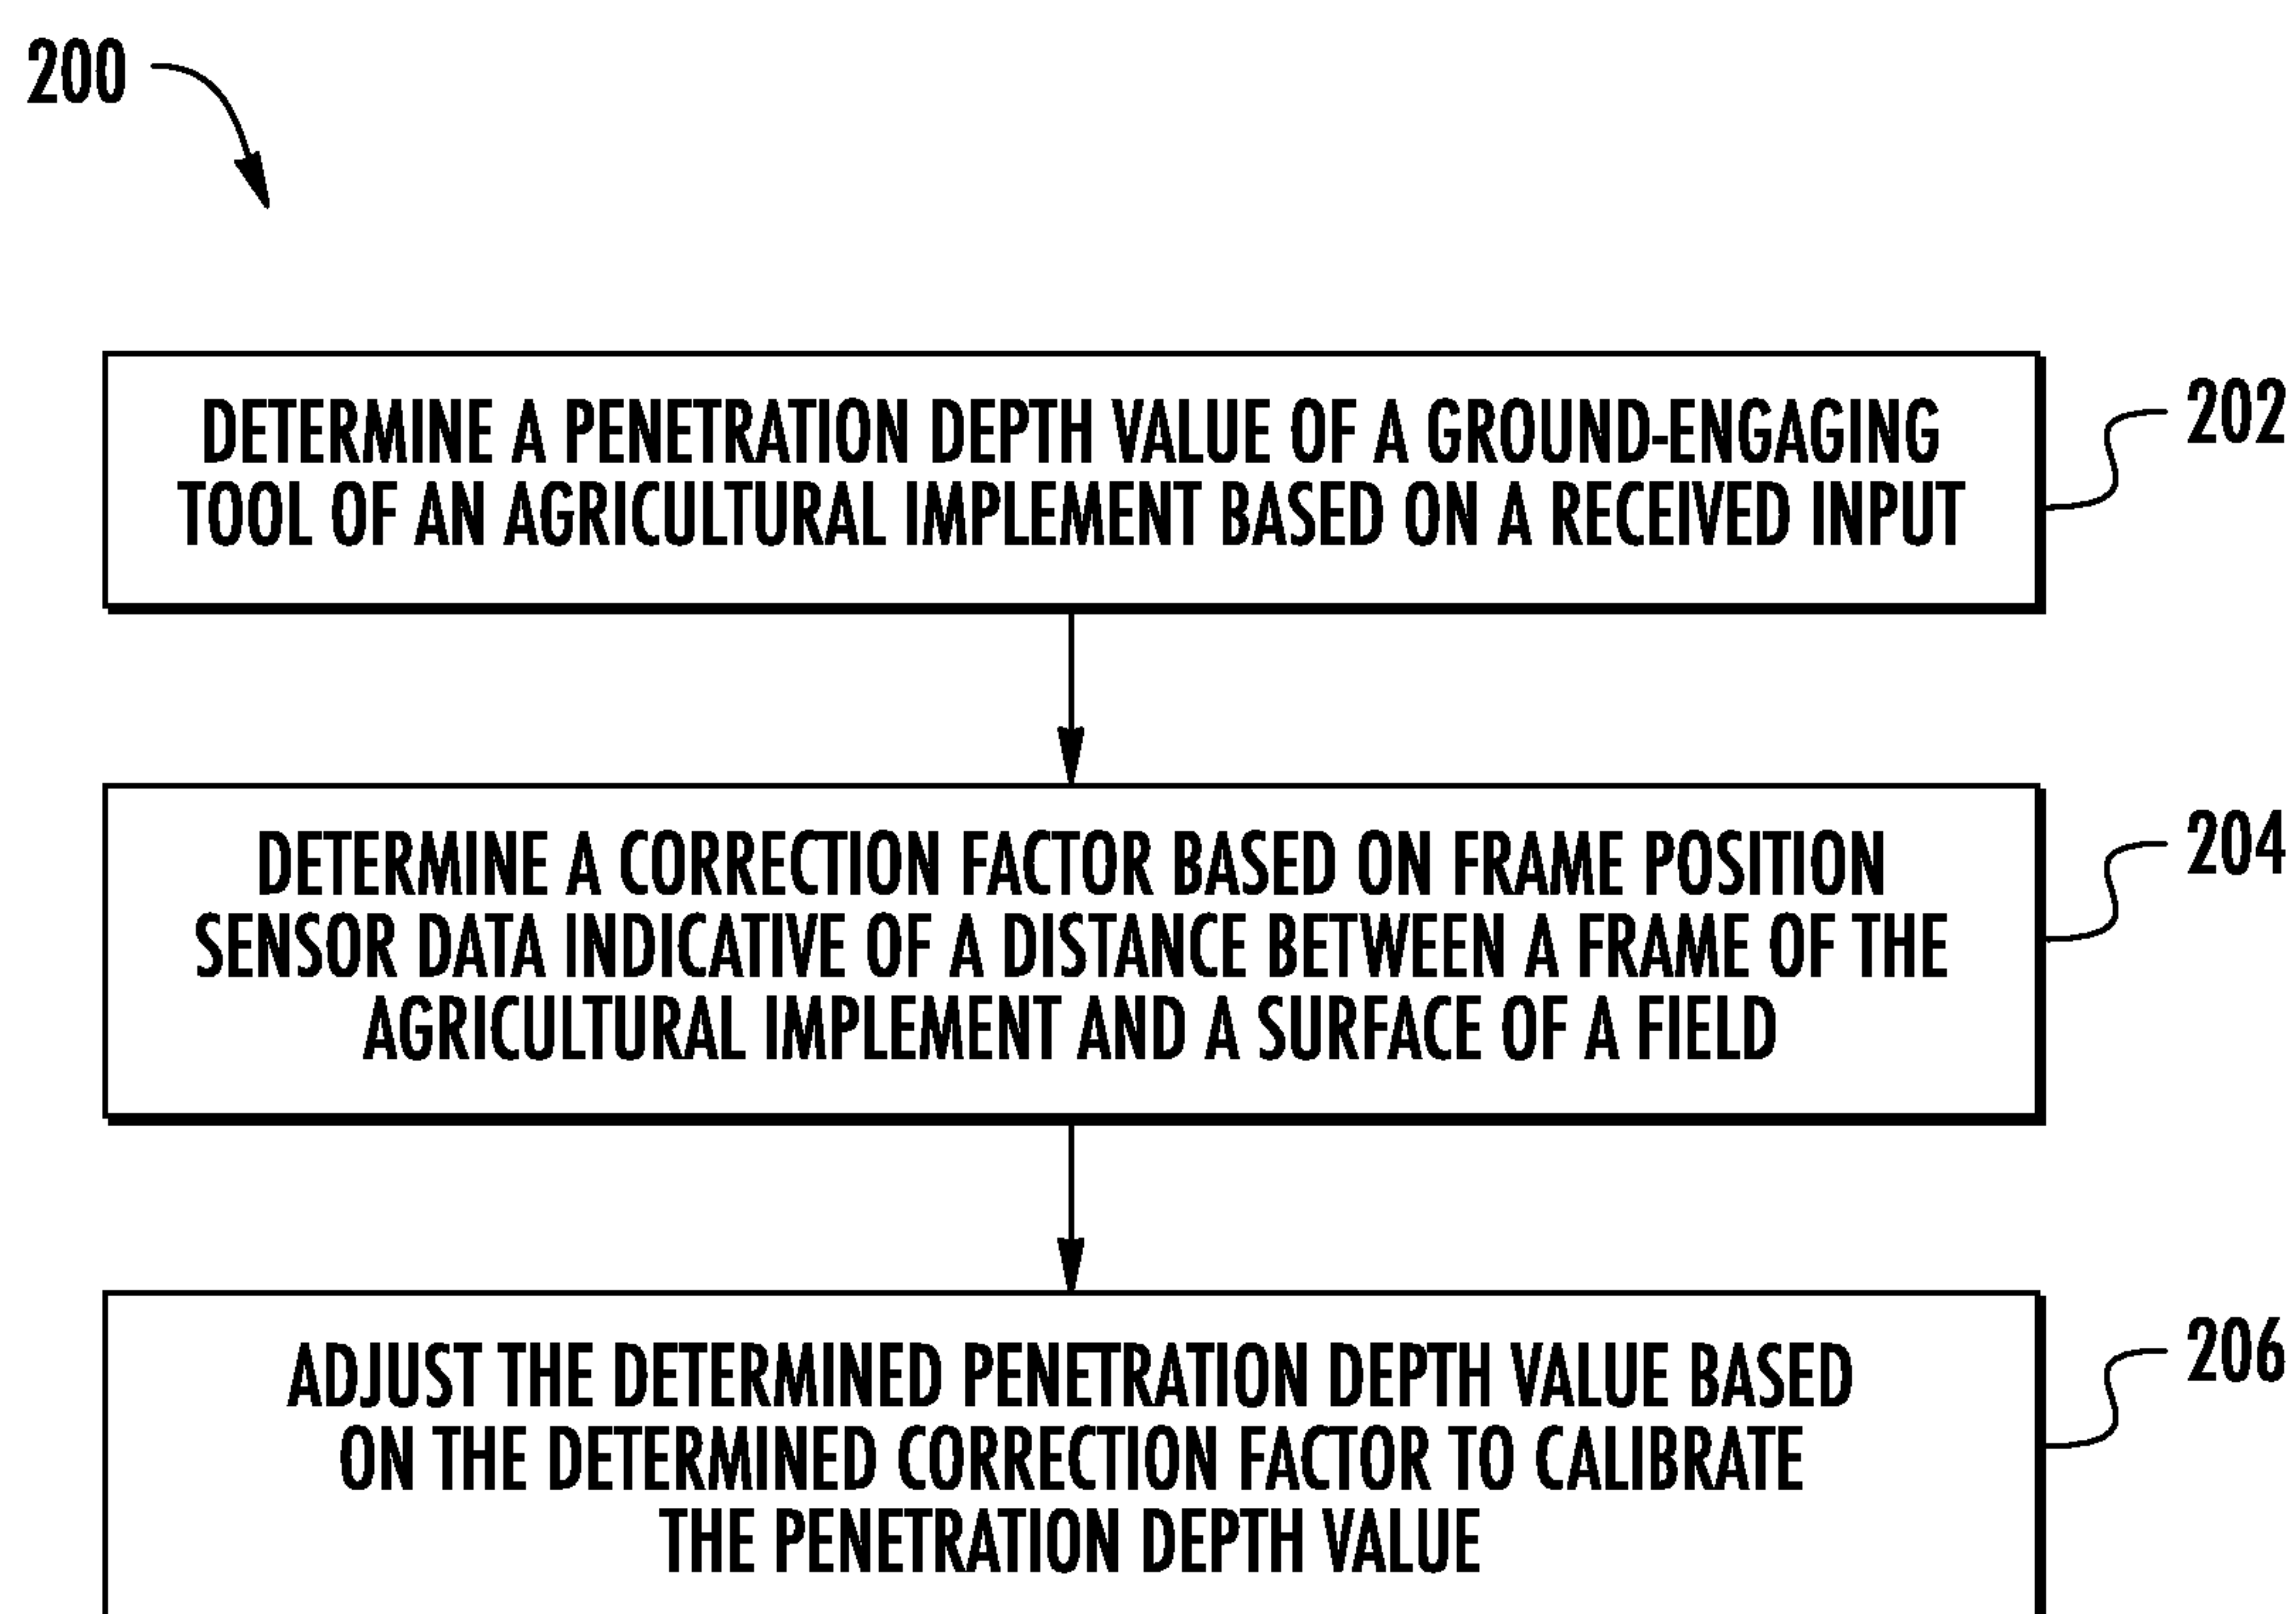 200
DETERMINE A PENETRATION DEPTH VALUE OF A GROUND-ENGAGING
TOOL OF AN AGRICULTURAL IMPLEMENT BASED ON A RECEIVED INPUT
202
DETERMINE A CORRECTION FACTOR BASED ON FRAME POSITION
SENSOR DATA INDICATIVE OF A DISTANCE BETWEEN A FRAME OF THE
AGRICULTURAL IMPLEMENT AND A SURFACE OF A FIELD
204
ADJUST THE DETERMINED PENETRATION DEPTH VALUE BASED
ON THE DETERMINED CORRECTION FACTOR TO CALIBRATE
THE PENETRATION DEPTH VALUE
206